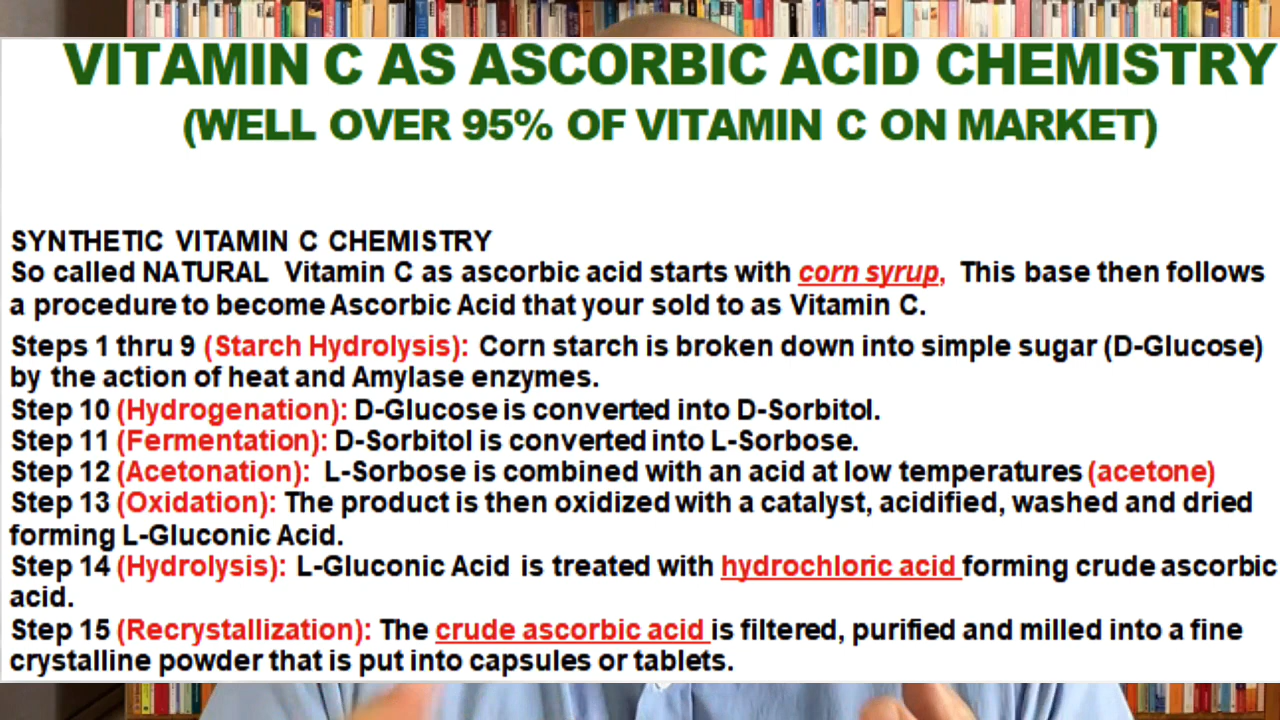 VITAMIN C AS ASCORBIC ACID CHEMISTRY
(WELL OVER 95% OF VITAMIN C ON MARKET)
SYNTHETIC VITAMIN C CHEMISTRY
So called NATURAL Vitamin C as ascorbic acid starts with corn syrup, This base then follows
a procedure to become Ascorbic Acid that your sold to as Vitamin C.
Steps 1 thru 9 (Starch Hydrolysis): Corn starch is broken down into simple sugar (D-Glucose)
by the action of heat and Amylase enzymes.
Step 10 (Hydrogenation): D-Glucose is converted into D-Sorbitol.
Step 11 (Fermentation): D-Sorbitol is converted into L-Sorbose.
Step 12 (Acetonation): L-Sorbose is combined with an acid at low temperatures (acetone)
Step 13 (Oxidation): The product is then oxidized with a catalyst, acidified, washed and dried
forming L-Gluconic Acid.
Step 14 (Hydrolysis): L-Gluconic Acid is treated with hydrochloric acid forming crude ascorbic
acid.
Step 15 (Recrystallization): The crude ascorbic acid is filtered, purified and milled into a fine
crystalline powder that is put into capsules or tablets.